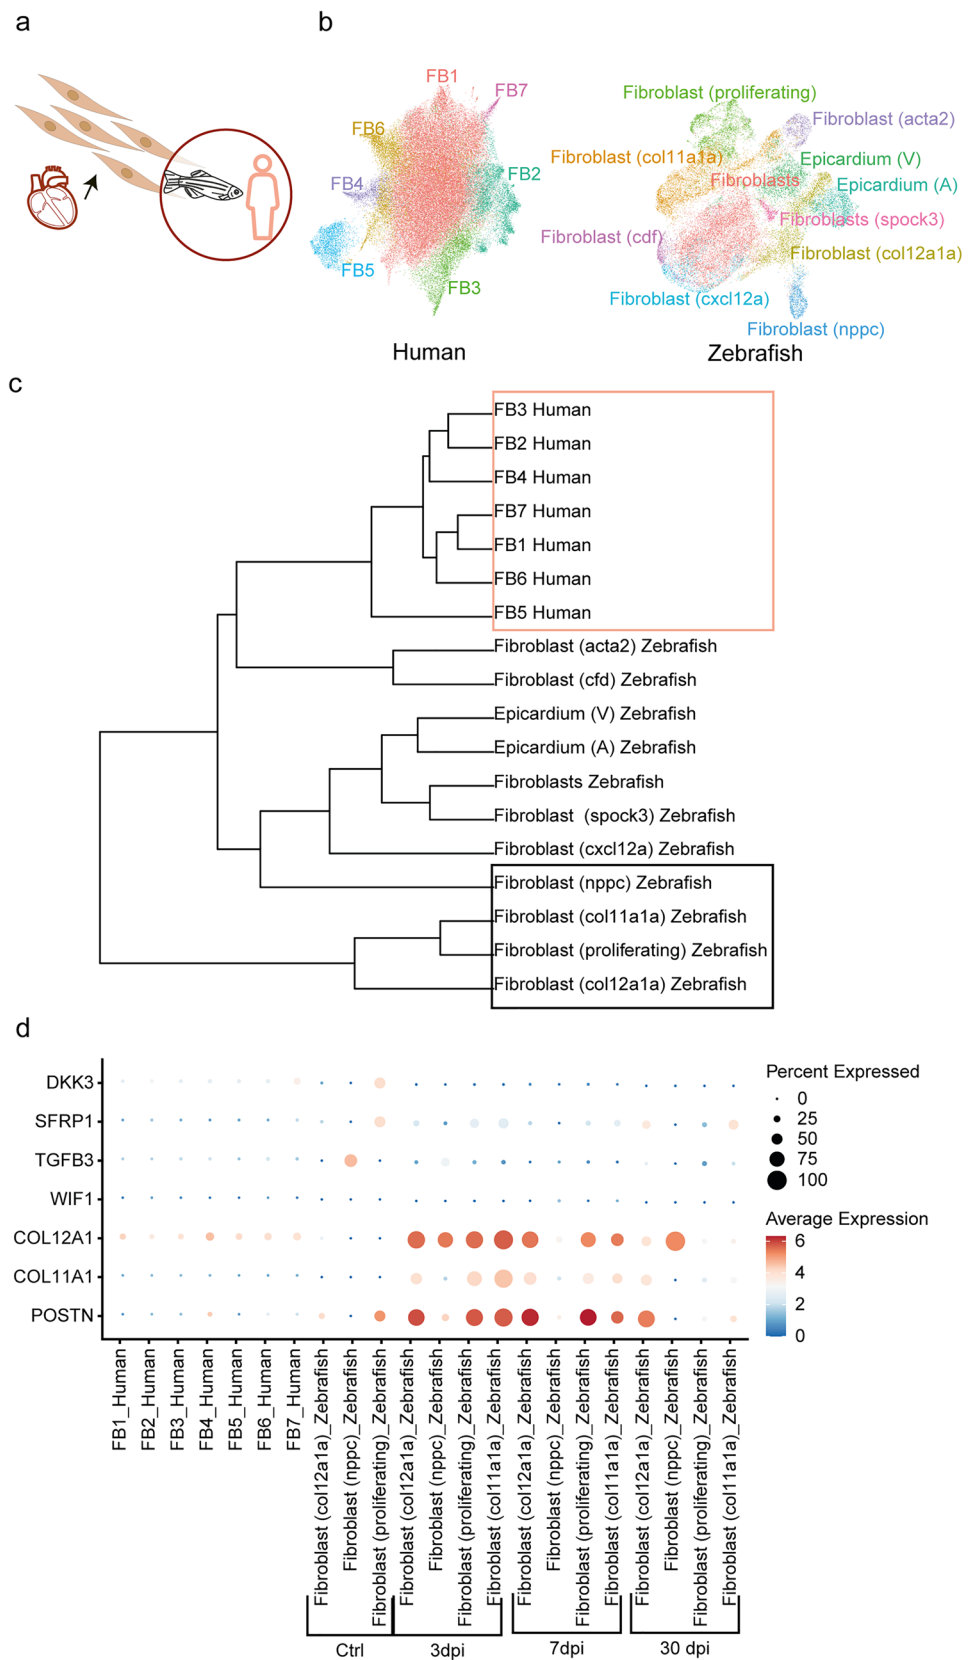 a
b
FB1
FB7
FB6
FB4
FB2
FB5
FB3
Human
Fibroblast (proliferating)
Fibroblast (acta2)
Fibroblast (col11a1a)
Epicardium (V)
Fibroblasts
Epicardium (A)
Fibroblasts (spock3)
Fibroblast (cdf)
Fibroblast (col12a1a)
Fibroblast (cxcl12a)
Fibroblast (nppc)
Zebrafish
c
FB3 Human
FB2 Human
FB4 Human
FB7 Human
FB1 Human
FB6 Human
FB5 Human
Fibroblast (acta2) Zebrafish
Fibroblast (cfd) Zebrafish
Epicardium (V) Zebrafish
Epicardium (A) Zebrafish
Fibroblasts Zebrafish
Fibroblast (spock3) Zebrafish
Fibroblast (cxcl12a) Zebrafish
Fibroblast (nppc) Zebrafish
Fibroblast (col11a1a) Zebrafish
Fibroblast (proliferating) Zebrafish
Fibroblast (col12a1a) Zebrafish
d
DKK3
SFRP1
TGFB3
WIF1
COL12A1
COL11A1
POSTN
Percent Expressed
0
25
50
75
100
Average Expression
6
4
2
0
FB1_Human
FB2_Human
FB3_Human
FB4_Human
FB5_Human
FB6_Human
FB7_Human
Fibroblast (col12a1a)_Zebrafish
Fibroblast (nppc)_Zebrafish
Fibroblast (proliferating)_Zebrafish
Fibroblast (col12a1a)_Zebrafish
Fibroblast (nppc)_Zebrafish
Fibroblast (proliferating)_Zebrafish
Fibroblast (col11a1a)_Zebrafish
Fibroblast (col12a1a)_Zebrafish
Fibroblast (nppc)_Zebrafish
Fibroblast (proliferating)_Zebrafish
Fibroblast (col11a1a)_Zebrafish
Fibroblast (col12a1a)_Zebrafish
Fibroblast (nppc)_Zebrafish
Fibroblast (proliferating)_Zebrafish
Fibroblast (col11a1a)_Zebrafish
Ctrl
3dpi
7dpi
30 dpi